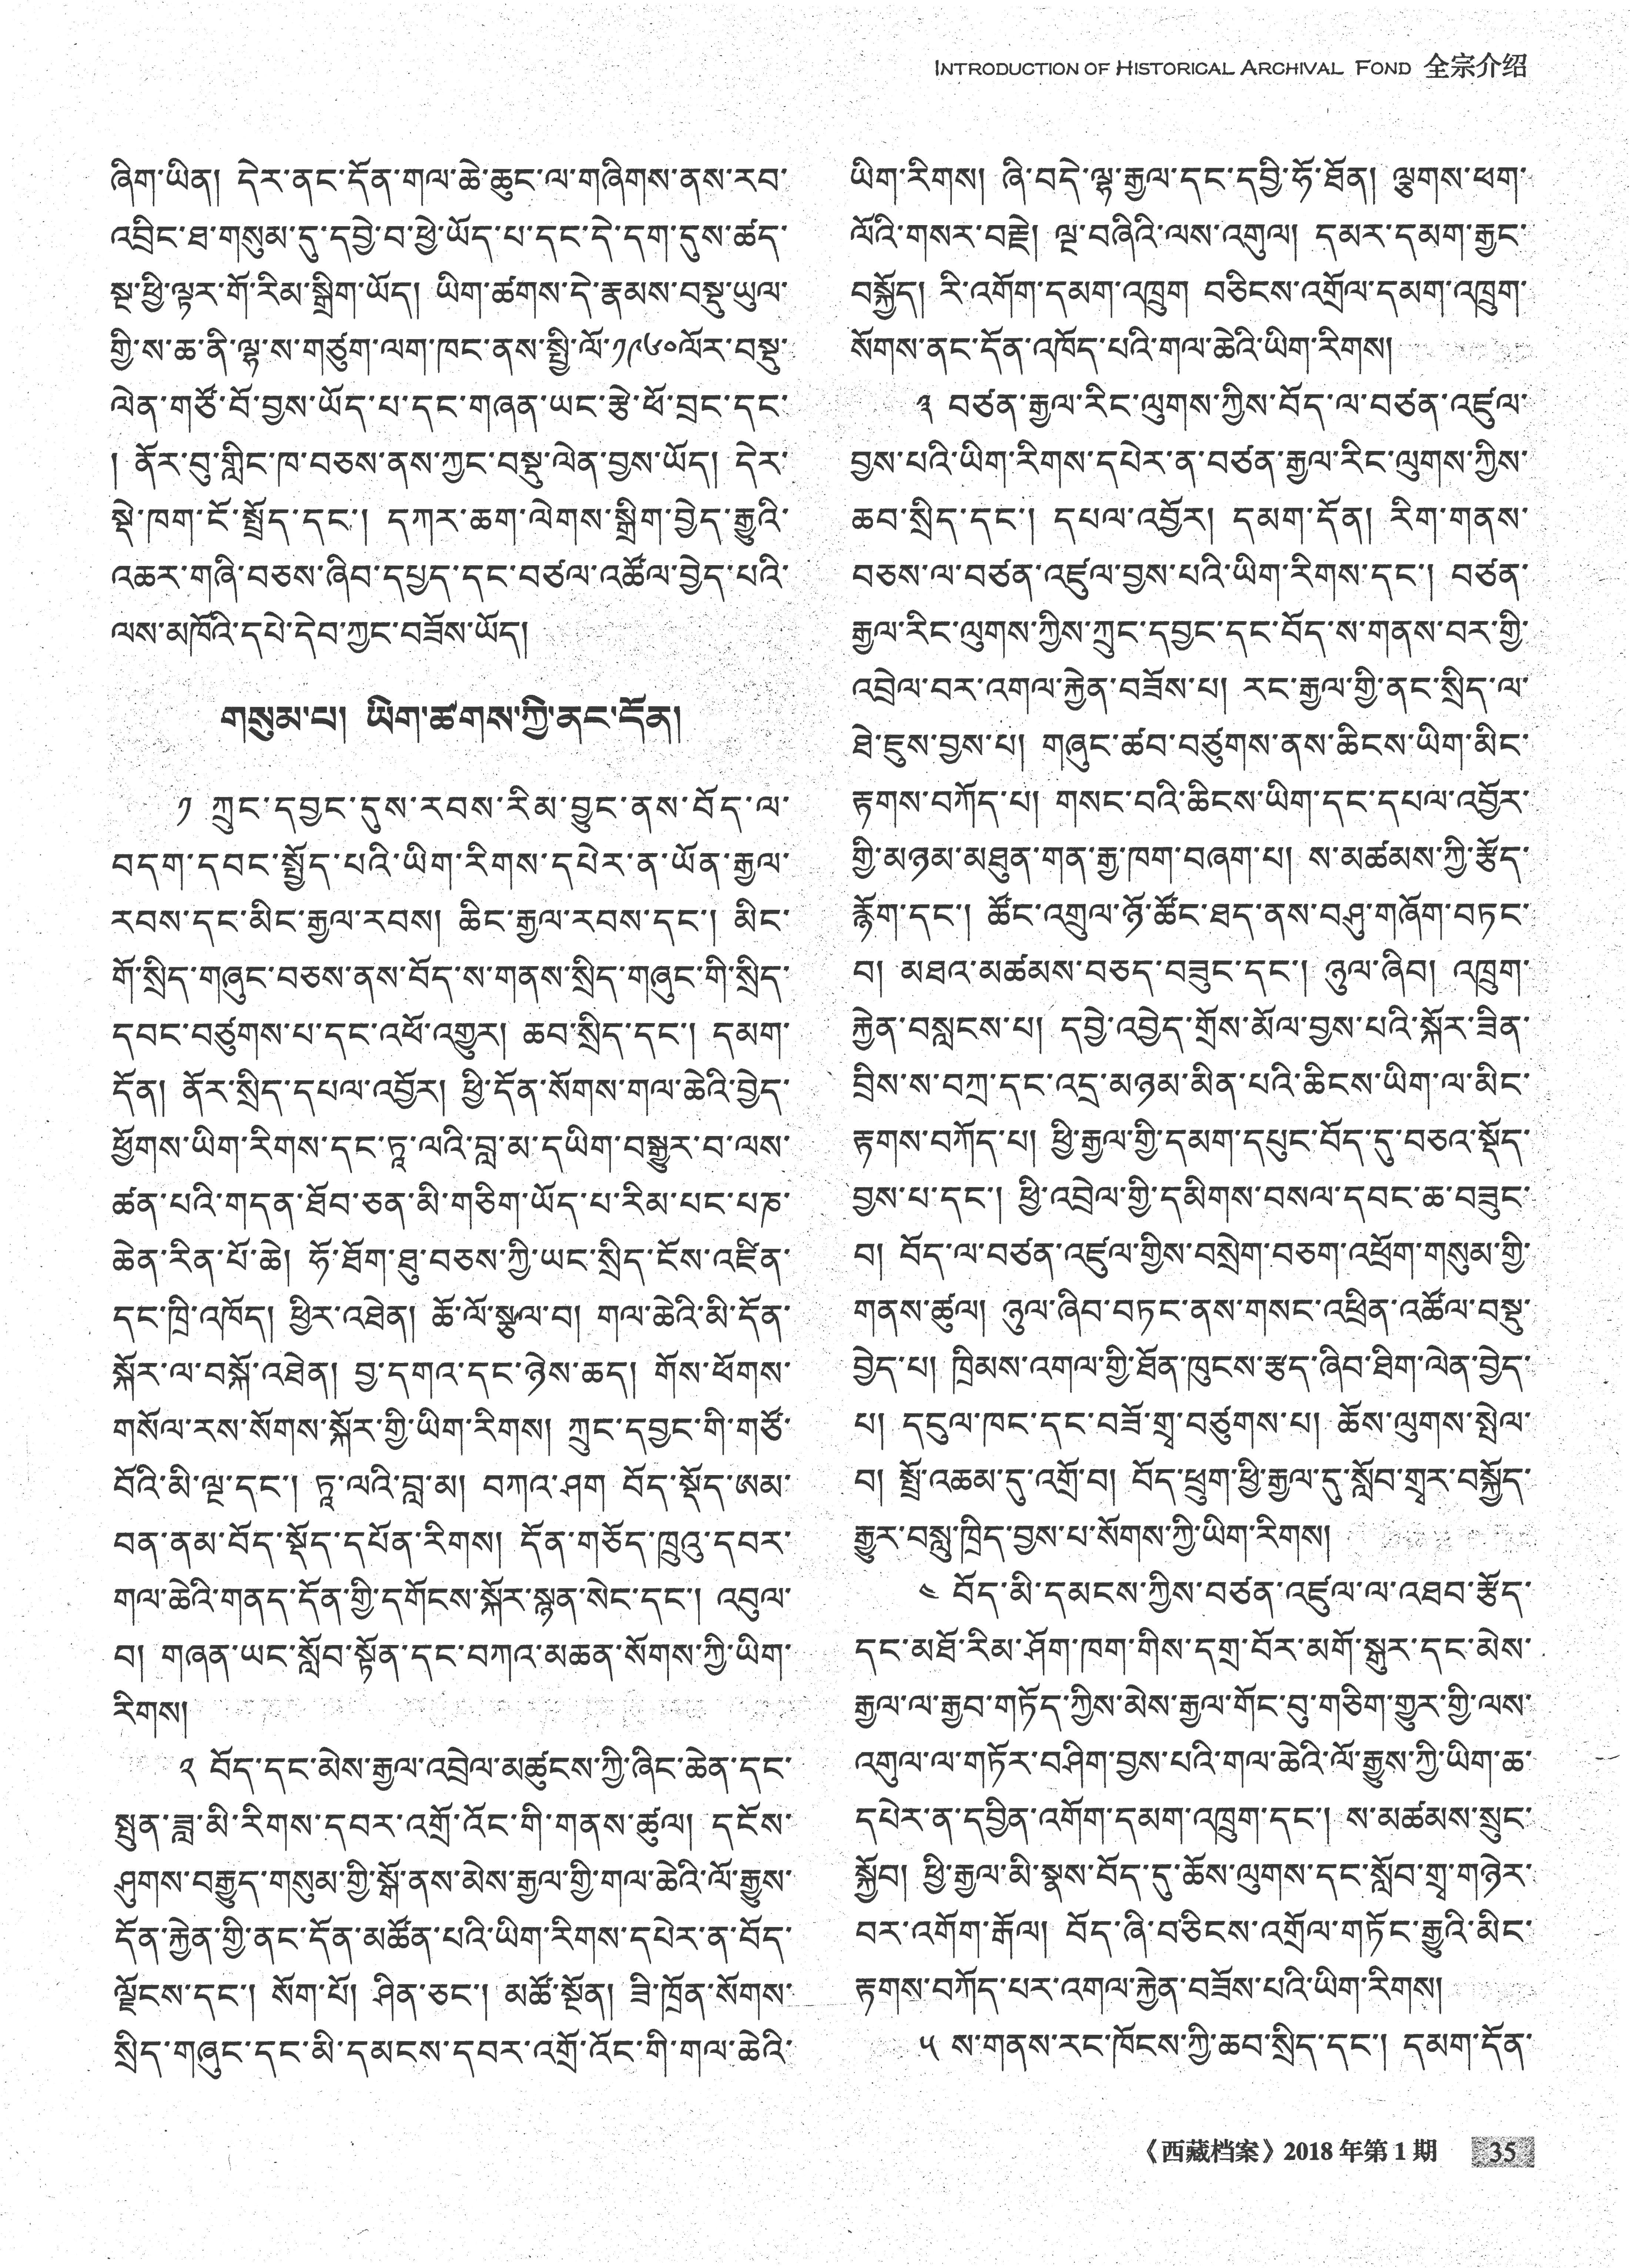 INTRODUCTION OF HISTORICAL ARCHIVAL FOND 全宗介绍
ཞིག་ཡིན། དེར་ནང་དོན་གལ་ཆེ་ཆུང་ལ་གཞིགས་ནས་རབ་
འབྲིང་ཐ་གསུམ་དུ་དབྱེ་བ་ཕྱེ་ཡོད་པ་དང་དེ་དག་དུས་ཚད་
སྔ་ཕྱི་ལྟར་གོ་རིམ་སྒྲིག་ཡོད། ཡིག་ཚགས་དེ་རྣམས་བསྡུ་ཡུལ་
གྱི་ས་ཆ་ནི་ལྷ་ས་གཙུག་ལག་ཁང་ནས་སྤྱི་ལོ་༡༩༦༠ལོར་བསྡུ་
ལེན་གཙོ་བོ་བྱས་ཡོད་པ་དང་གཞན་ཡང་རྩེ་ཕོ་བྲང་དང་
། ནོར་བུ་གླིང་ཁ་བཅས་ནས་ཀྱང་བསྡུ་ལེན་བྱས་ཡོད། དེར་
སྡེ་ཁག་ངོ་སྤྲོད་དང་། དཀར་ཆག་ལེགས་སྒྲིག་བྱེད་རྒྱུའི་
འཆར་གཞི་བཅས་ཞིབ་དཔྱད་དང་བཙལ་འཚོལ་བྱེད་པའི་
ལས་མཁོའི་དཔེ་དེབ་ཀྱང་བཟོས་ཡོད།
གསུམ་པ། ཡིག་ཚགས་ཀྱི་ནང་དོན།
༡ ཀྲུང་དབྱང་དུས་རབས་རིམ་བྱུང་ནས་བོད་ལ་
བདག་དབང་སྤྱོད་པའི་ཡིག་རིགས་དཔེར་ན་ཡོན་རྒྱལ་
རབས་དང་མིང་རྒྱལ་རབས། ཆིང་རྒྱལ་རབས་དང་། མིང་
གོ་སྲིད་གཞུང་བཅས་ནས་བོད་ས་གནས་སྲིད་གཞུང་གི་སྲིད་
དབང་བཙུགས་པ་དང་འཕོ་འགྱུར། ཆབ་སྲིད་དང་། དམག་
དོན། ནོར་སྲིད་དཔལ་འབྱོར། ཕྱི་དོན་སོགས་གལ་ཆེའི་བྱེད་
ཕྱོགས་ཡིག་རིགས་དང་ཏཱ་ལའི་བླ་མ་དཡིག་བསྒྱུར་བ་ལས་
ཚན་པའི་གདན་ཐོབ་ཅན་མི་གཅིག་ཡོད་པ་རིམ་པང་པཎ་
ཆེན་རིན་པོ་ཆེ། ཧོ་ཐོག་ཐུ་བཅས་ཀྱི་ཡང་སྲིད་ངོས་འཛིན་
དང་ཁྲི་འཁོད། ཕྱིར་འཐེན། ཆོ་ལོ་སྩལ་བ། གལ་ཆེའི་མི་དོན་
སྐོར་ལ་བསྐོ་འཐེན། བྱ་དགའ་དང་ཉེས་ཆད། གོས་ཕོགས་
གསོལ་རས་སོགས་སྐོར་གྱི་ཡིག་རིགས། ཀྲུང་དབྱང་གི་གཙོ་
བོའི་མི་སྣ་དང་། ཏཱ་ལའི་བླ་མ། བཀའ་ཤག བོད་སྡོད་ཨམ་
བན་ནམ་བོད་སྡོད་དཔོན་རིགས། དོན་གཅོད་ཁྲུའུ་དབར་
གལ་ཆེའི་གནད་དོན་གྱི་དགོངས་སྐོར་སྙན་སེང་དང་། འབུལ་
བ། གཞན་ཡང་སློབ་སྟོན་དང་བཀའ་མཆན་སོགས་ཀྱི་ཡིག་
རིགས།
༢ བོད་དང་མེས་རྒྱལ་འབྲེལ་མཚུངས་ཀྱི་ཞིང་ཆེན་དང་
སྤུན་ཟླ་མི་རིགས་དབར་འགྲོ་འོང་གི་གནས་ཚུལ། དངོས་
ཤུགས་བརྒྱུད་གསུམ་གྱི་སྒོ་ནས་མེས་རྒྱལ་གྱི་གལ་ཆེའི་ལོ་རྒྱུས་
དོན་རྐྱེན་གྱི་ནང་དོན་མཚོན་པའི་ཡིག་རིགས་དཔེར་ན་བོད་
ལྗོངས་དང་། སོག་པོ། ཤིན་ཅང་། མཚོ་སྔོན། ཟི་ཁྲོན་སོགས་
སྲིད་གཞུང་དང་མི་དམངས་དབར་འགྲོ་འོང་གི་གལ་ཆེའི་
ཡིག་རིགས། ཞི་བདེ་ལྷ་རྒྱལ་དང་དབྱི་ཧོ་ཐོན། ལྕགས་ཕག་
ལོའི་གསར་བརྗེ། ལྔ་བཞིའི་ལས་འགུལ། དམར་དམག་རྒྱང་
བསྐྱོད། རི་འགོག་དམག་འཁྲུག བཅིངས་འགྲོལ་དམག་འཁྲུག་
སོགས་ནང་དོན་འཁོད་པའི་གལ་ཆེའི་ཡིག་རིགས།
༣ བཙན་རྒྱལ་རིང་ལུགས་ཀྱིས་བོད་ལ་བཙན་འཛུལ་
བྱས་པའི་ཡིག་རིགས་དཔེར་ན་བཙན་རྒྱལ་རིང་ལུགས་ཀྱིས་
ཆབ་སྲིད་དང་། དཔལ་འབྱོར། དམག་དོན། རིག་གནས་
བཅས་ལ་བཙན་འཛུལ་བྱས་པའི་ཡིག་རིགས་དང་། བཙན་
རྒྱལ་རིང་ལུགས་ཀྱིས་ཀྲུང་དབྱང་དང་བོད་ས་གནས་བར་གྱི་
འབྲེལ་བར་འགལ་རྐྱེན་བཟོས་པ། རང་རྒྱལ་གྱི་ནང་སྲིད་ལ་
ཐེ་ཇུས་བྱས་པ། གཞུང་ཚབ་བཙུགས་ནས་ཆིངས་ཡིག་མིང་
རྟགས་བཀོད་པ། གསང་བའི་ཆིངས་ཡིག་དང་དཔལ་འབྱོར་
གྱི་མཉམ་མཐུན་གན་རྒྱ་ཁག་བཞག་པ། ས་མཚམས་ཀྱི་རྩོད་
རྙོག་དང་། ཚོང་འགྲུལ་ཉོ་ཚོང་ཐད་ནས་བཤུ་གཞོག་བཏང་
བ། མཐའ་མཚམས་བཅད་བཟུང་དང་། ཉུལ་ཞིབ། འཁྲུག་
རྐྱེན་བསླངས་པ། དབྱེ་འབྱེད་གྲོས་མོལ་བྱས་པའི་སྐོར་ཟིན་
བྲིས་ས་བཀྲ་དང་འདྲ་མཉམ་མིན་པའི་ཆིངས་ཡིག་ལ་མིང་
རྟགས་བཀོད་པ། ཕྱི་རྒྱལ་གྱི་དམག་དཔུང་བོད་དུ་བཅའ་སྡོད་
བྱས་པ་དང་། ཕྱི་འབྲེལ་གྱི་དམིགས་བསལ་དབང་ཆ་བཟུང་
བ། བོད་ལ་བཙན་འཛུལ་གྱིས་བསྲེག་བཅག་འཕྲོག་གསུམ་གྱི་
གནས་ཚུལ། ཉུལ་ཞིབ་བཏང་ནས་གསང་འཕྲིན་འཚོལ་བསྡུ་
བྱེད་པ། ཁྲིམས་འགལ་གྱི་ཐོན་ཁུངས་རྩད་ཞིབ་ཐིག་ལེན་བྱེད་
པ། དངུལ་ཁང་དང་བཟོ་གྲྭ་བཙུགས་པ། ཆོས་ལུགས་སྤེལ་
བ། སྤྲོ་འཆམ་དུ་འགྲོ་བ། བོད་ཕྲུག་ཕྱི་རྒྱལ་དུ་སློབ་གྲྭར་བསྐྱོད་
རྒྱུར་བསླུ་ཁྲིད་བྱས་པ་སོགས་ཀྱི་ཡིག་རིགས།
༤ བོད་མི་དམངས་ཀྱིས་བཙན་འཛུལ་ལ་འཐབ་རྩོད་
དང་མཐོ་རིམ་ཤོག་ཁག་གིས་དགྲ་བོར་མགོ་སྒུར་དང་མེས་
རྒྱལ་ལ་རྒྱབ་གཏོད་ཀྱིས་མེས་རྒྱལ་གོང་བུ་གཅིག་གྱུར་གྱི་ལས་
འགུལ་ལ་གཏོར་བཤིག་བྱས་པའི་གལ་ཆེའི་ལོ་རྒྱུས་ཀྱི་ཡིག་ཆ་
དཔེར་ན་དབྱིན་འགོག་དམག་འཁྲུག་དང་། ས་མཚམས་སྲུང་
སྐྱོབ། ཕྱི་རྒྱལ་མི་སྣས་བོད་དུ་ཆོས་ལུགས་དང་སློབ་གྲྭ་གཉེར་
བར་འགོག་རྒོལ། བོད་ཞི་བཅིངས་འགྲོལ་གཏོང་རྒྱུའི་མིང་
རྟགས་བཀོད་པར་འགལ་རྐྱེན་བཟོས་པའི་ཡིག་རིགས།
༥ ས་གནས་རང་ཁོངས་ཀྱི་ཆབ་སྲིད་དང་། དམག་དོན་
《西藏档案》2018 年第 1 期 35